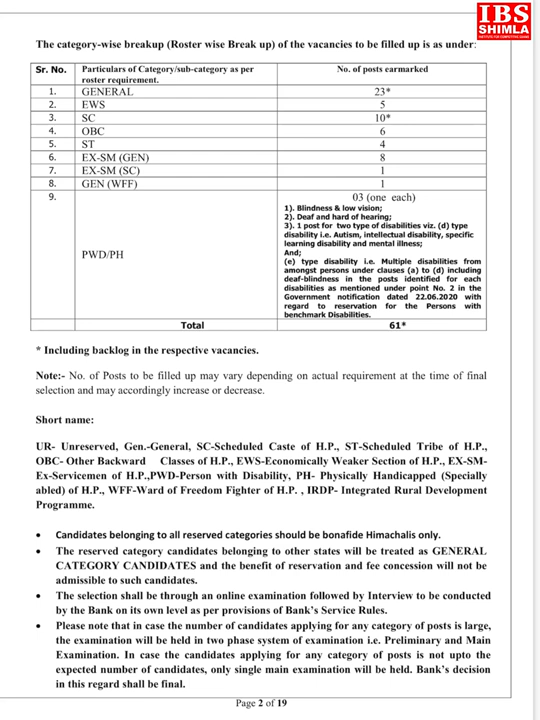 IBS
SHIMLA
INSTITUTE FOR COMPETITIVE EXAMS
The category-wise breakup (Roster wise Break up) of the vacancies to be filled up is as under:
Sr. No. Particulars of Category/sub-category as per roster requirement. No. of posts earmarked
1. GENERAL 23*
2. EWS 5
3. SC 10*
4. OBC 6
5. ST 4
6. EX-SM (GEN) 8
7. EX-SM (SC) 1
8. GEN (WFF) 1
9. PWD/PH 03 (one each)
1). Blindness & low vision;
2). Deaf and hard of hearing;
3). 1 post for two type of disabilities viz. (d) type
disability i.e. Autism, intellectual disability, specific
learning disability and mental illness;
And;
(e) type disability i.e. Multiple disabilities from
amongst persons under clauses (a) to (d) including
deaf-blindness in the posts identified for each
disabilities as mentioned under point No. 2 in the
Government notification dated 22.06.2020 with
regard to reservation for the Persons with
benchmark Disabilities.
Total 61*
* Including backlog in the respective vacancies.
Note:- No. of Posts to be filled up may vary depending on actual requirement at the time of final
selection and may accordingly increase or decrease.
Short name:
UR- Unreserved, Gen.-General, SC-Scheduled Caste of H.P., ST-Scheduled Tribe of H.P.,
OBC- Other Backward Classes of H.P., EWS-Economically Weaker Section of H.P., EX-SM-
Ex-Servicemen of H.P.,PWD-Person with Disability, PH- Physically Handicapped (Specially
abled) of H.P., WFF-Ward of Freedom Fighter of H.P. , IRDP- Integrated Rural Development
Programme.
• Candidates belonging to all reserved categories should be bonafide Himachalis only.
• The reserved category candidates belonging to other states will be treated as GENERAL
CATEGORY CANDIDATES and the benefit of reservation and fee concession will not be
admissible to such candidates.
• The selection shall be through an online examination followed by Interview to be conducted
by the Bank on its own level as per provisions of Bank's Service Rules.
• Please note that in case the number of candidates applying for any category of posts is large,
the examination will be held in two phase system of examination i.e. Preliminary and Main
Examination. In case the candidates applying for any category of posts is not upto the
expected number of candidates, only single main examination will be held. Bank's decision
in this regard shall be final.
Page 2 of 19